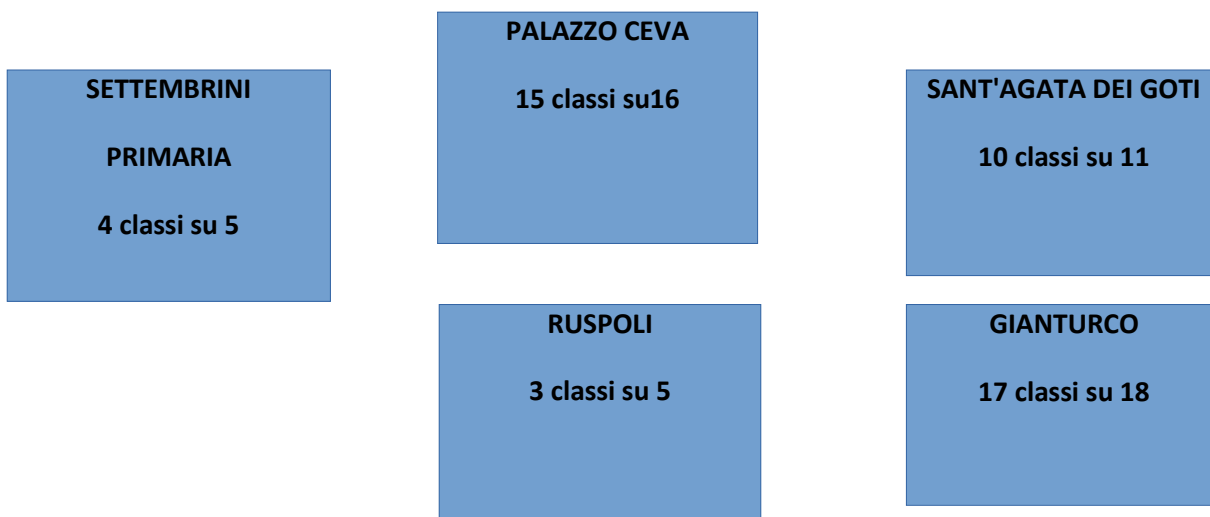 SETTEMBRINI
PRIMARIA
4 classi su 5
PALAZZO CEVA
15 classi su16
SANT'AGATA DEI GOTI
10 classi su 11
RUSPOLI
3 classi su 5
GIANTURCO
17 classi su 18